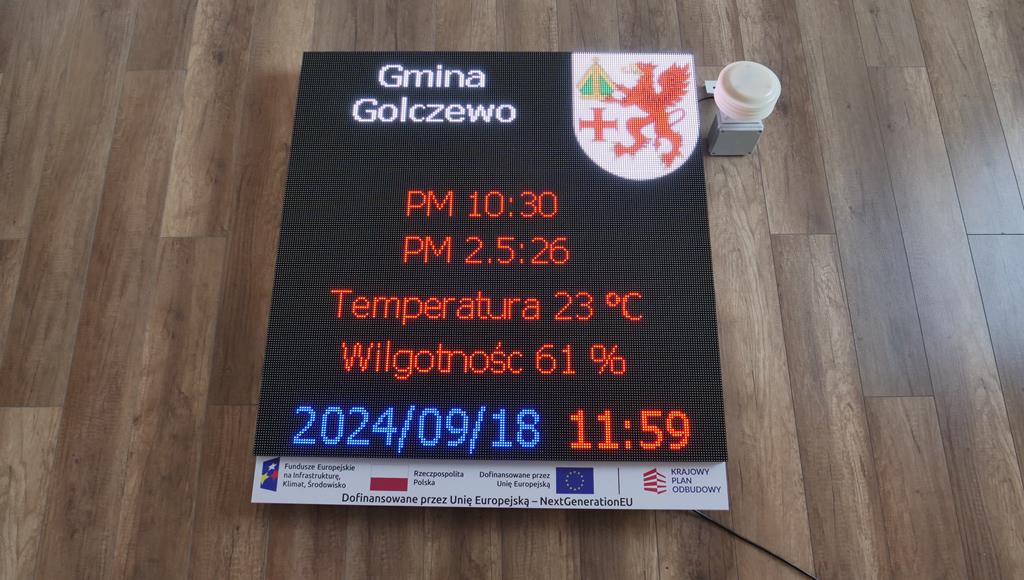 Gmina
Golczewo
PM 10:30
PM 2.5:26
Temperatura 23 ºC
Wilgotnośc 61 %
2024/09/18 11:59
Fundusze Europejskie
na Infrastrukturę,
Klimat, Środowisko
Rzeczpospolita
Polska
Dofinansowane przez
Unię Europejską
KRAJOWY
PLAN
ODBUDOWY
Dofinansowane przez Unię Europejską – NextGenerationEU